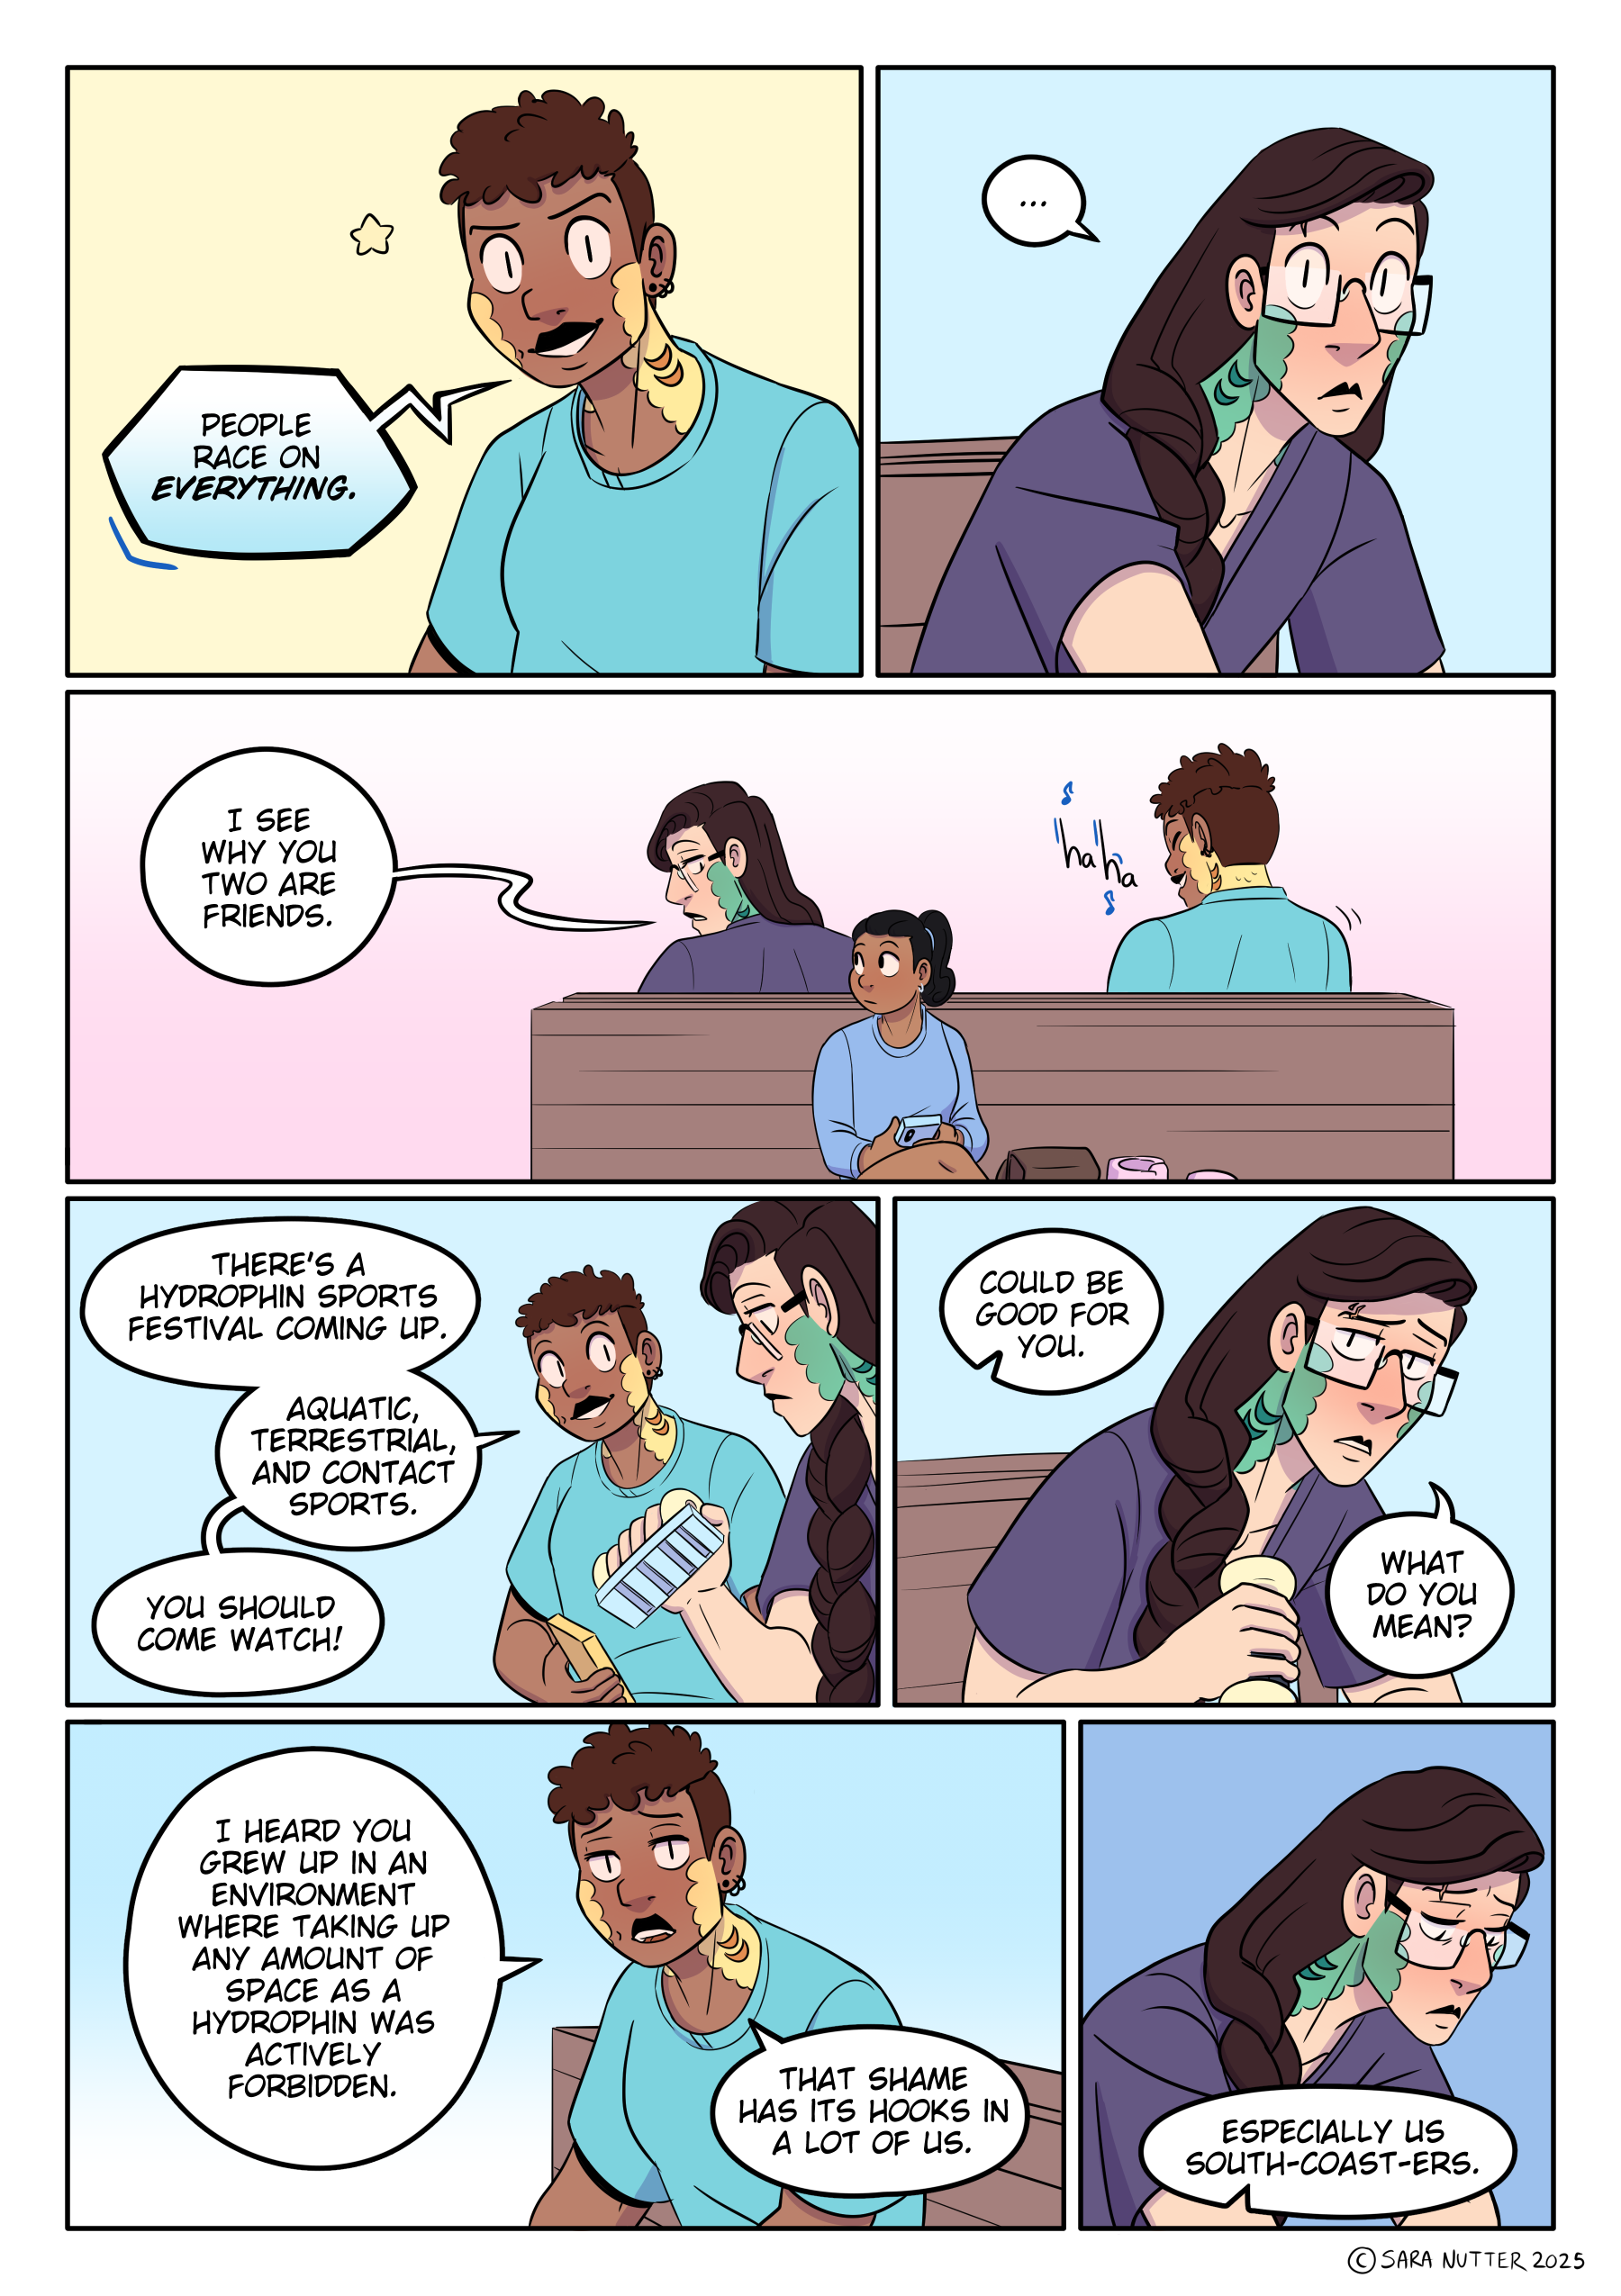 PEOPLE
RACE ON
EVERYTHING.
...
I SEE
WHY YOU
TWO ARE
FRIENDS.
haha
THERE'S A
HYDROPHIN SPORTS
FESTIVAL COMING UP.
AQUATIC,
TERRESTRIAL,
AND CONTACT
SPORTS.
YOU SHOULD
COME WATCH!
COULD BE
GOOD FOR
YOU.
WHAT
DO YOU
MEAN?
I HEARD YOU
GREW UP IN AN
ENVIRONMENT
WHERE TAKING UP
ANY AMOUNT OF
SPACE AS A
HYDROPHIN WAS
ACTIVELY
FORBIDDEN.
THAT SHAME
HAS ITS HOOKS IN
A LOT OF US.
ESPECIALLY US
SOUTH-COAST-ERS.
© SARA NUTTER 2025